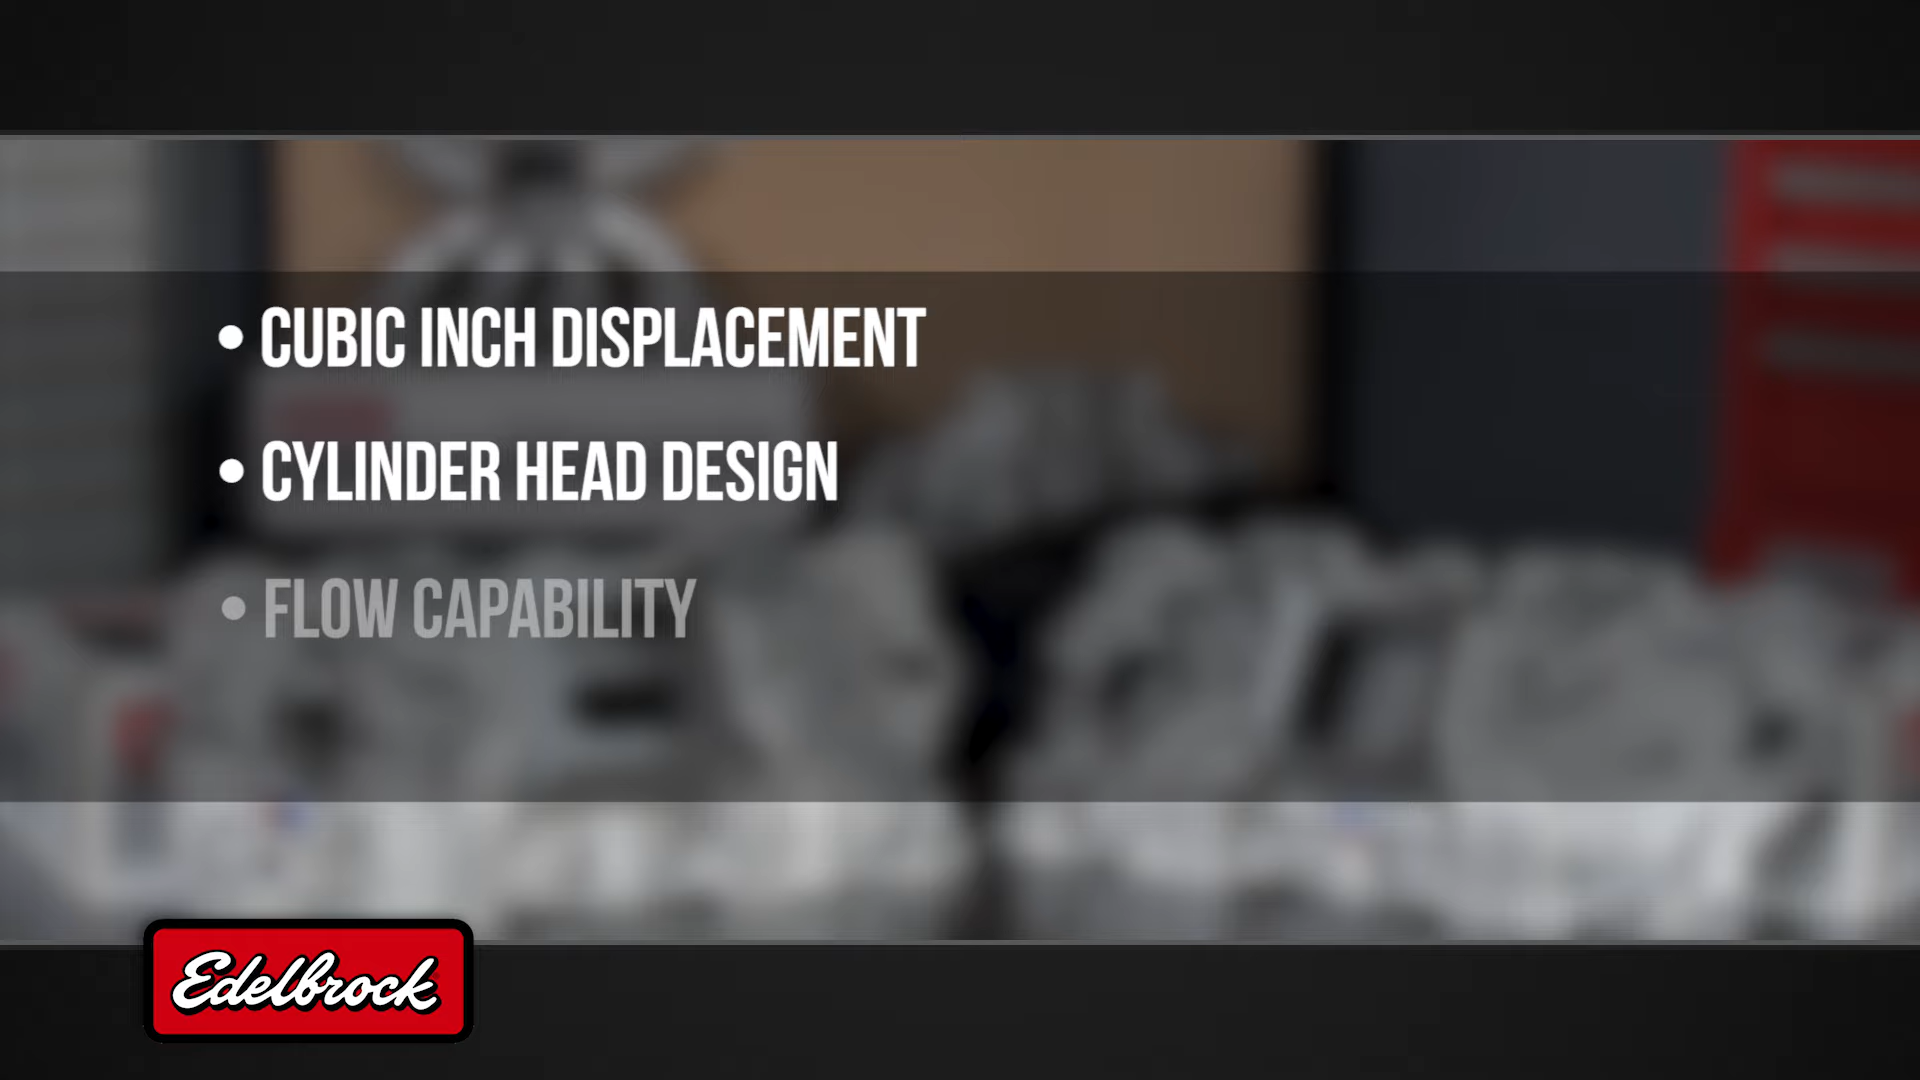 • CUBIC INCH DISPLACEMENT
• CYLINDER HEAD DESIGN
• FLOW CAPABILITY
Edelbrock